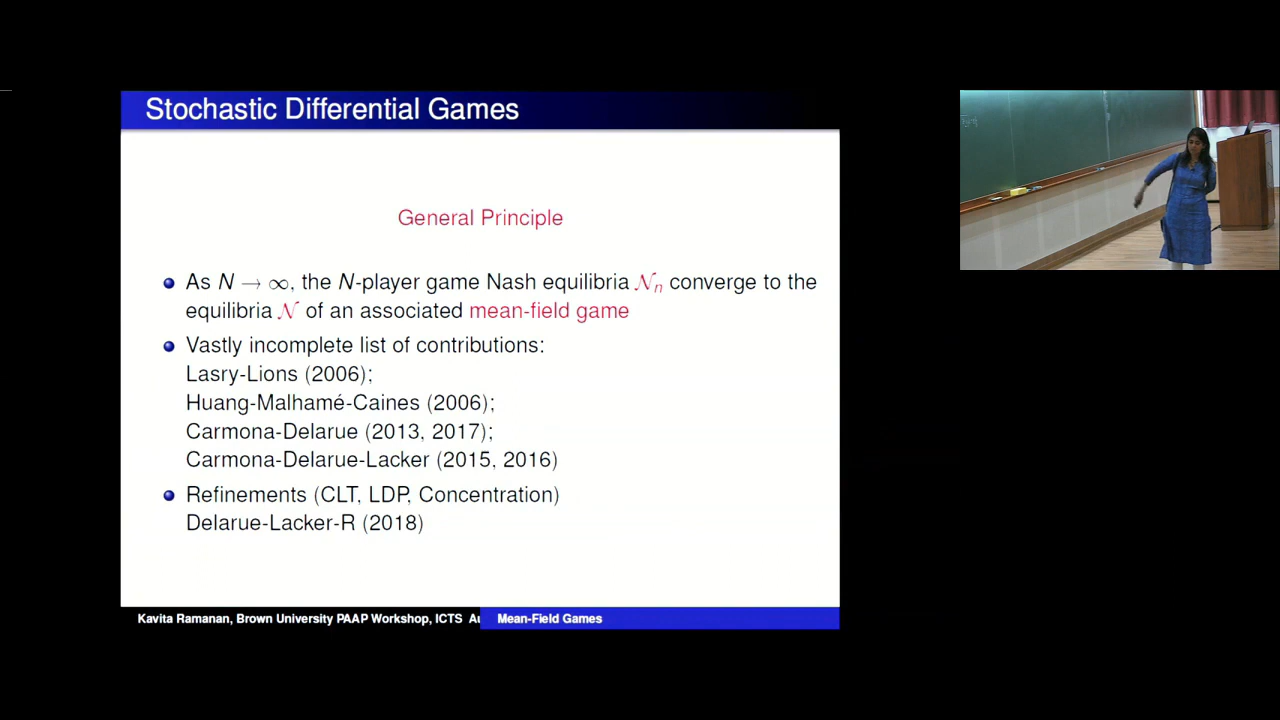 Stochastic Differential Games
General Principle
As N → ∞, the N-player game Nash equilibria 𝒩ₙ converge to the
equilibria 𝒩 of an associated mean-field game
Vastly incomplete list of contributions:
Lasry-Lions (2006);
Huang-Malhamé-Caines (2006);
Carmona-Delarue (2013, 2017);
Carmona-Delarue-Lacker (2015, 2016)
Refinements (CLT, LDP, Concentration)
Delarue-Lacker-R (2018)
Kavita Ramanan, Brown University PAAP Workshop, ICTS
Mean-Field Games